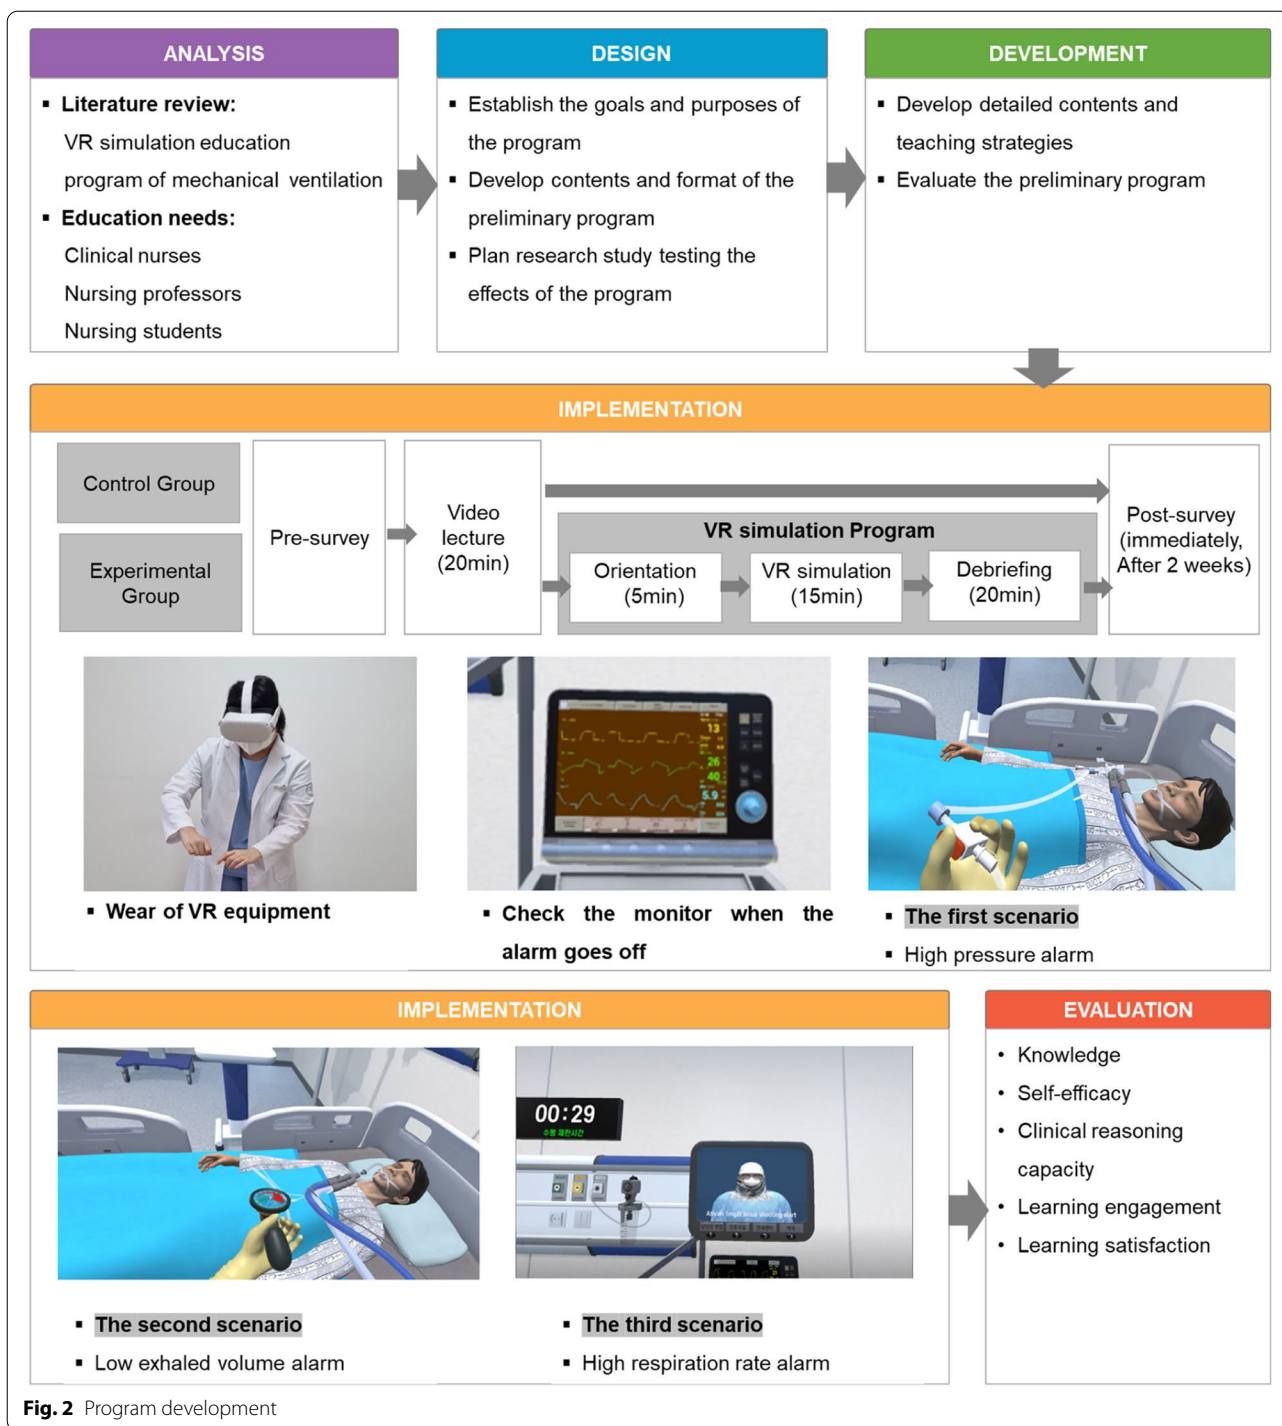 ANALYSIS
▪ Literature review:
VR simulation education
program of mechanical ventilation
▪ Education needs:
Clinical nurses
Nursing professors
Nursing students
DESIGN
▪ Establish the goals and purposes of
the program
▪ Develop contents and format of the
preliminary program
▪ Plan research study testing the
effects of the program
DEVELOPMENT
▪ Develop detailed contents and
teaching strategies
▪ Evaluate the preliminary program
IMPLEMENTATION
Control Group
Experimental
Group
Pre-survey
Video
lecture
(20min)
VR simulation Program
Orientation
(5min)
VR simulation
(15min)
Debriefing
(20min)
Post-survey
(immediately,
After 2 weeks)
13
26
40
5.9
▪ Wear of VR equipment
▪ Check the monitor when the
alarm goes off
▪ The first scenario
▪ High pressure alarm
IMPLEMENTATION
00:29
수행 제한시간
▪ The second scenario
▪ Low exhaled volume alarm
▪ The third scenario
▪ High respiration rate alarm
EVALUATION
• Knowledge
• Self-efficacy
• Clinical reasoning
capacity
• Learning engagement
• Learning satisfaction
Fig. 2 Program development